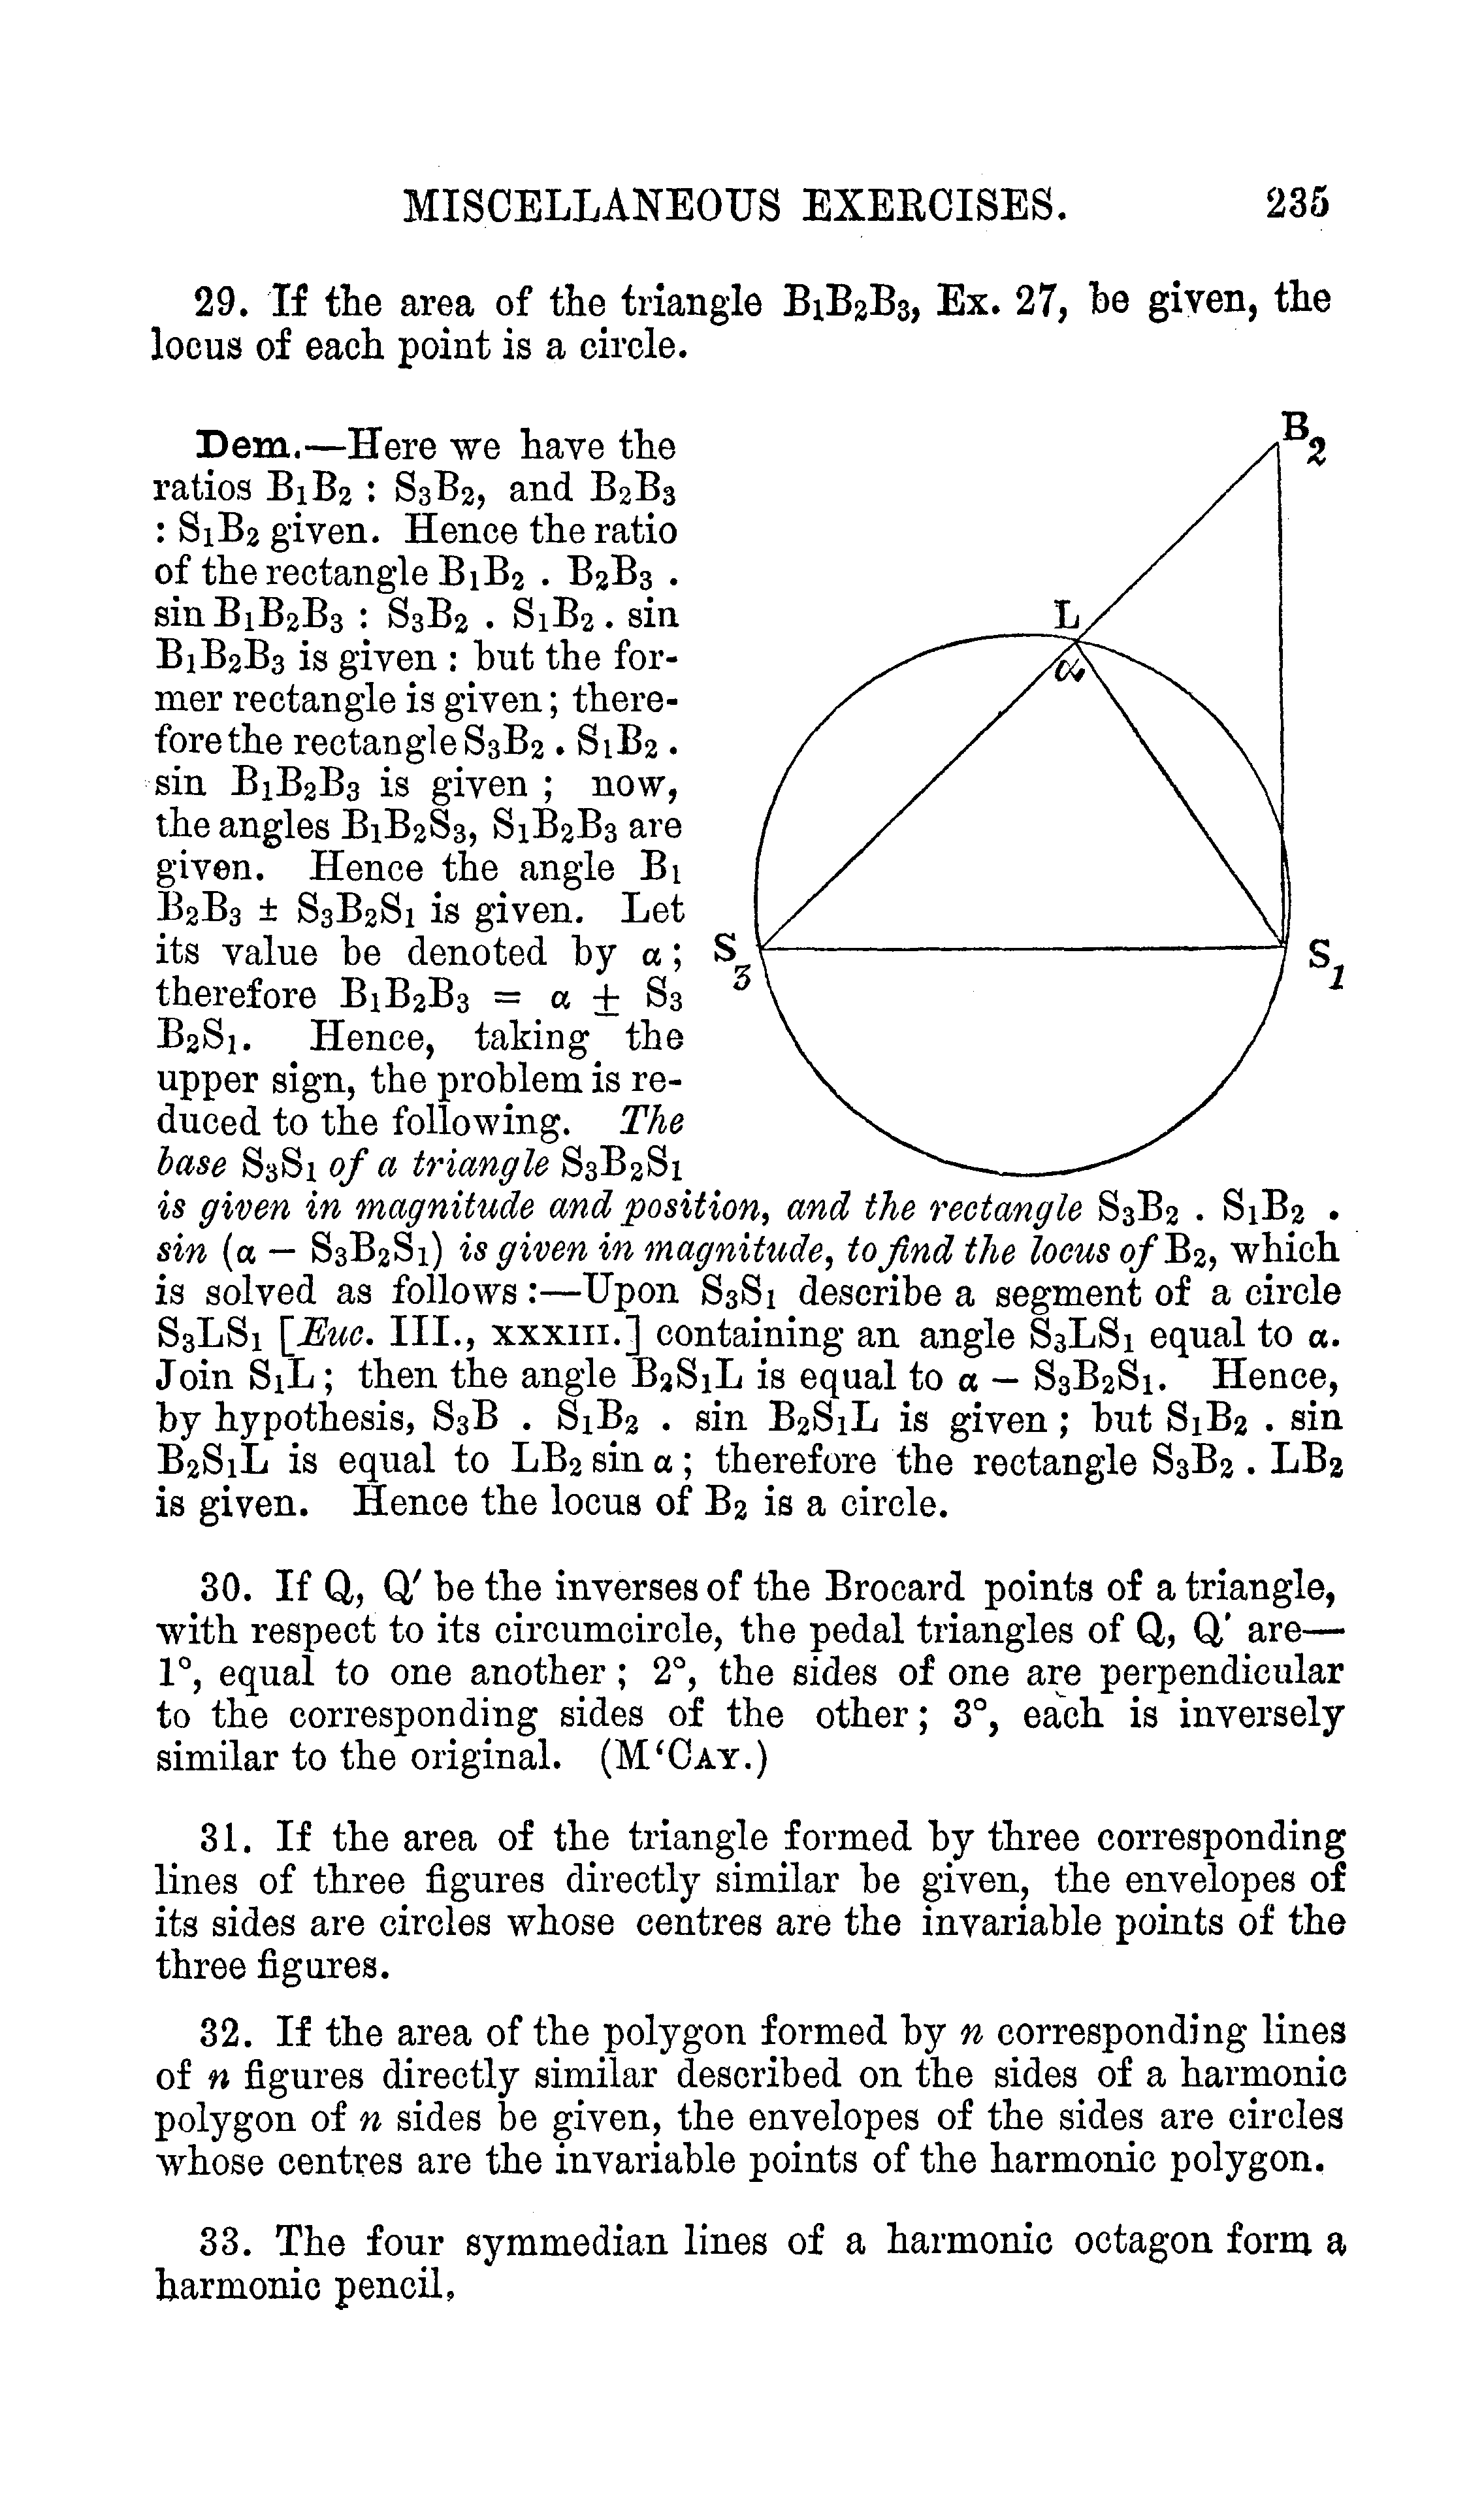 MISCELLANEOUS EXERCISES. 235
29. If the area of the triangle B₁B₂B₃, Ex. 27, be given, the
locus of each point is a circle.
Dem.—Here we have the
ratios B₁B₂ : S₃B₂, and B₂B₃
: S₁B₂ given. Hence the ratio
of the rectangle B₁B₂ . B₂B₃ .
sin B₁B₂B₃ : S₃B₂ . S₁B₂ . sin
B₁B₂B₃ is given : but the for-
mer rectangle is given ; there-
fore the rectangle S₃B₂ . S₁B₂ .
sin B₁B₂B₃ is given ; now,
the angles B₁B₂S₃, S₁B₂B₃ are
given. Hence the angle B₁
B₂B₃ ± S₃B₂S₁ is given. Let
its value be denoted by α ;
therefore B₁B₂B₃ = α ± S₃
B₂S₁. Hence, taking the
upper sign, the problem is re-
duced to the following. The
base S₃S₁ of a triangle S₃B₂S₁
B₂
L
α
S₃
S₁
is given in magnitude and position, and the rectangle S₃B₂ . S₁B₂ .
sin (α − S₃B₂S₁) is given in magnitude, to find the locus of B₂, which
is solved as follows :—Upon S₃S₁ describe a segment of a circle
S₃LS₁ [Euc. III., xxxiii.] containing an angle S₃LS₁ equal to α.
Join S₁L ; then the angle B₂S₁L is equal to α − S₃B₂S₁. Hence,
by hypothesis, S₃B . S₁B₂ . sin B₂S₁L is given ; but S₁B₂ . sin
B₂S₁L is equal to LB₂ sin α ; therefore the rectangle S₃B₂ . LB₂
is given. Hence the locus of B₂ is a circle.
30. If Q, Q′ be the inverses of the Brocard points of a triangle,
with respect to its circumcircle, the pedal triangles of Q, Q′ are—
1°, equal to one another ; 2°, the sides of one are perpendicular
to the corresponding sides of the other ; 3°, each is inversely
similar to the original. (M‘CAY.)
31. If the area of the triangle formed by three corresponding
lines of three figures directly similar be given, the envelopes of
its sides are circles whose centres are the invariable points of the
three figures.
32. If the area of the polygon formed by n corresponding lines
of n figures directly similar described on the sides of a harmonic
polygon of n sides be given, the envelopes of the sides are circles
whose centres are the invariable points of the harmonic polygon.
33. The four symmedian lines of a harmonic octagon form a
harmonic pencil.